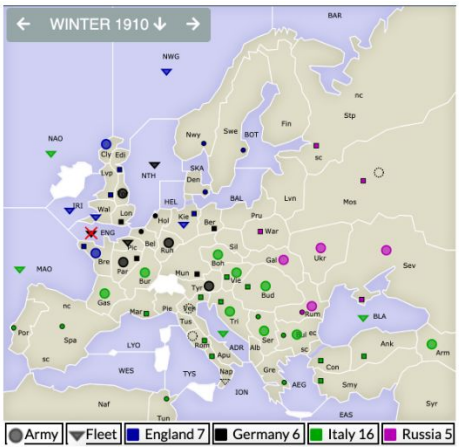 ← WINTER 1910 ↓ →
BAR
NWG
nc
Stp
Fin
Swe
Nwy
BOT
NAO
Cly Edi
sc
SKA
NTH
Lvp
Den
Mos
Lvn
BAL
IRI
Wal
HEL
Lon
Kie
Ber
Pru
Hol
War
ENG
Bel
Ruh
Sil
Pic
Bre
Par
Boh
Gal
Ukr
Sev
MAO
Bur
Mun
Vie
Tyr
Bud
Gas
Ven
Rum
Mar
Pie
Tus
Tri
nc
BLA
Por
Spa
Ser
ul ec
LYO
Rom
ADR
Alb
sc
Apu
Ank
Arm
sc
Con
WES
TYS
Nap
Gre
Smy
ION
AEG
Syr
Naf
Tun
EAS
Army Fleet England 7 Germany 6 Italy 16 Russia 5